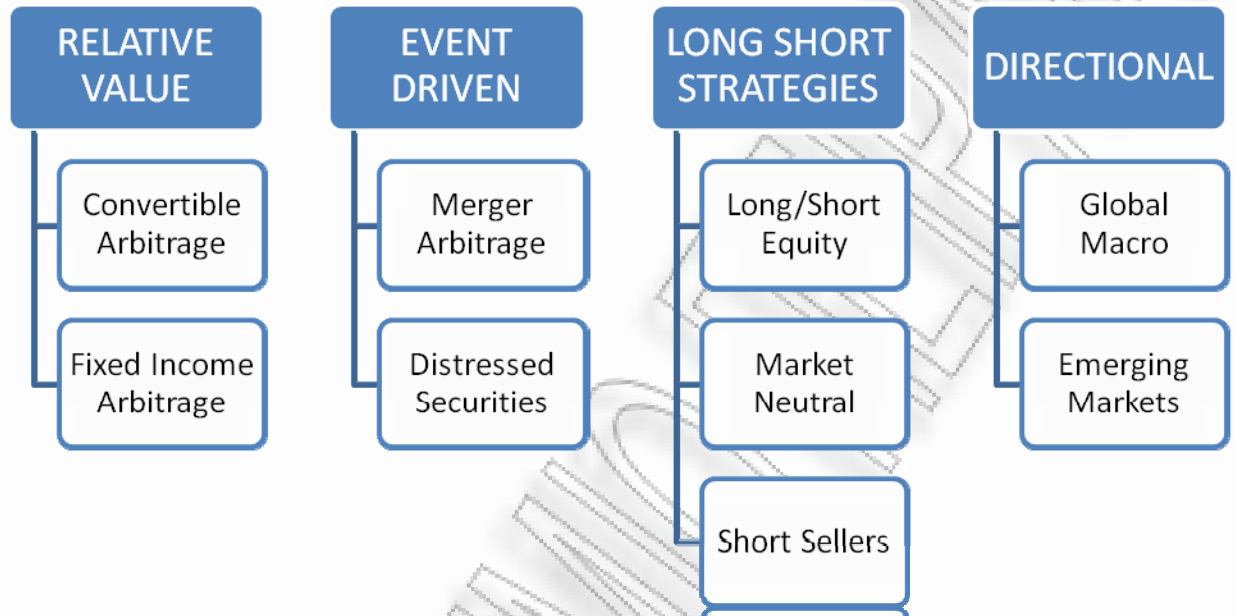 RELATIVE
VALUE
Convertible
Arbitrage
Fixed Income
Arbitrage
EVENT
DRIVEN
Merger
Arbitrage
Distressed
Securities
LONG SHORT
STRATEGIES
Long/Short
Equity
Market
Neutral
Short Sellers
DIRECTIONAL
Global
Macro
Emerging
Markets